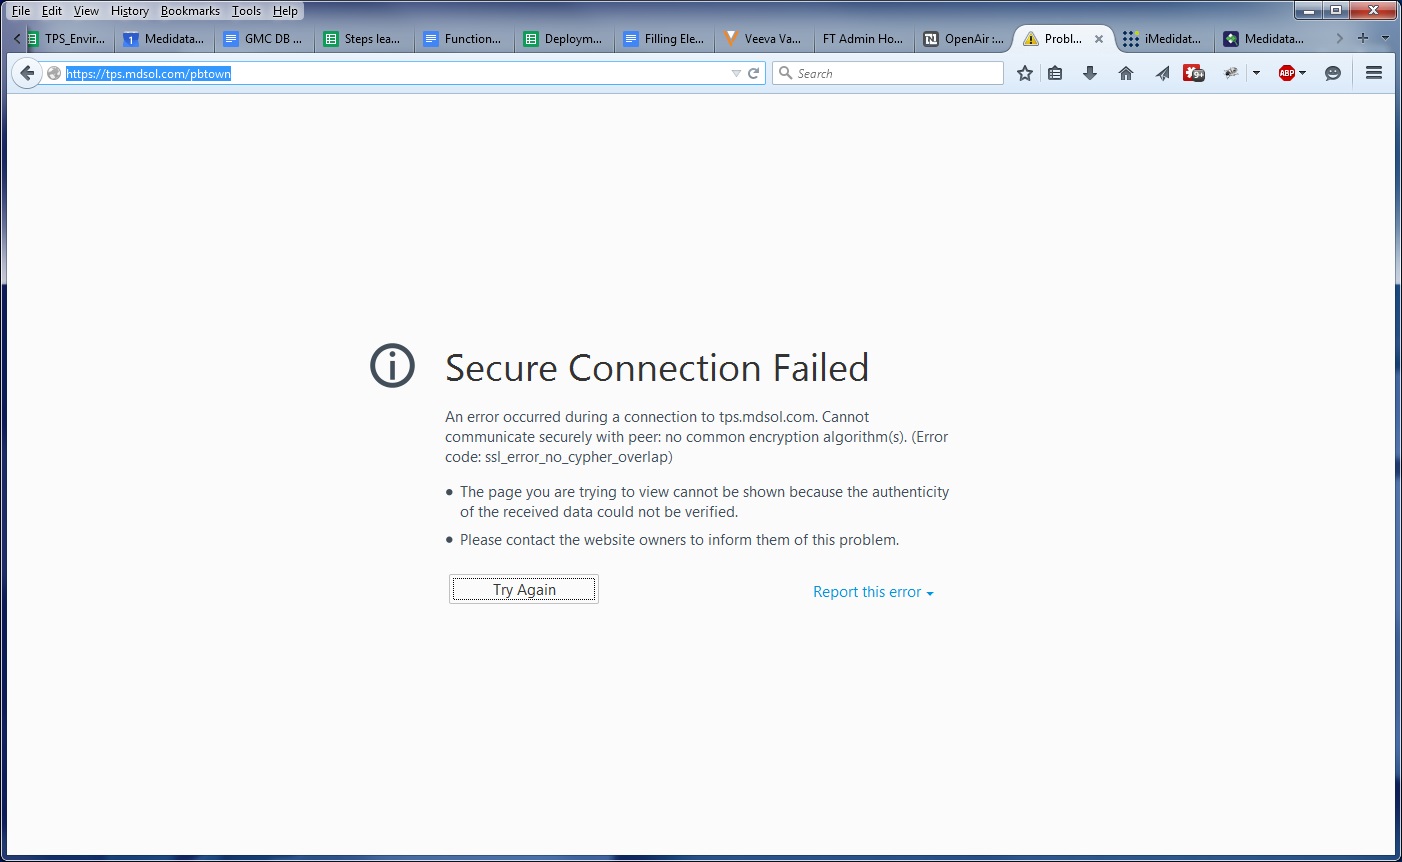 File Edit View History Bookmarks Tools Help
TPS_Envir... Medidata... GMC DB ... Steps lea... Function... Deploym... Filling Ele... Veeva Va... FT Admin Ho... OpenAir :... Probl... iMedidat... Medidata...
https://tps.mdsol.com/pbtown Search 9+ ABP
Secure Connection Failed
An error occurred during a connection to tps.mdsol.com. Cannot
communicate securely with peer: no common encryption algorithm(s). (Error
code: ssl_error_no_cypher_overlap)
• The page you are trying to view cannot be shown because the authenticity
of the received data could not be verified.
• Please contact the website owners to inform them of this problem.
Try Again Report this error